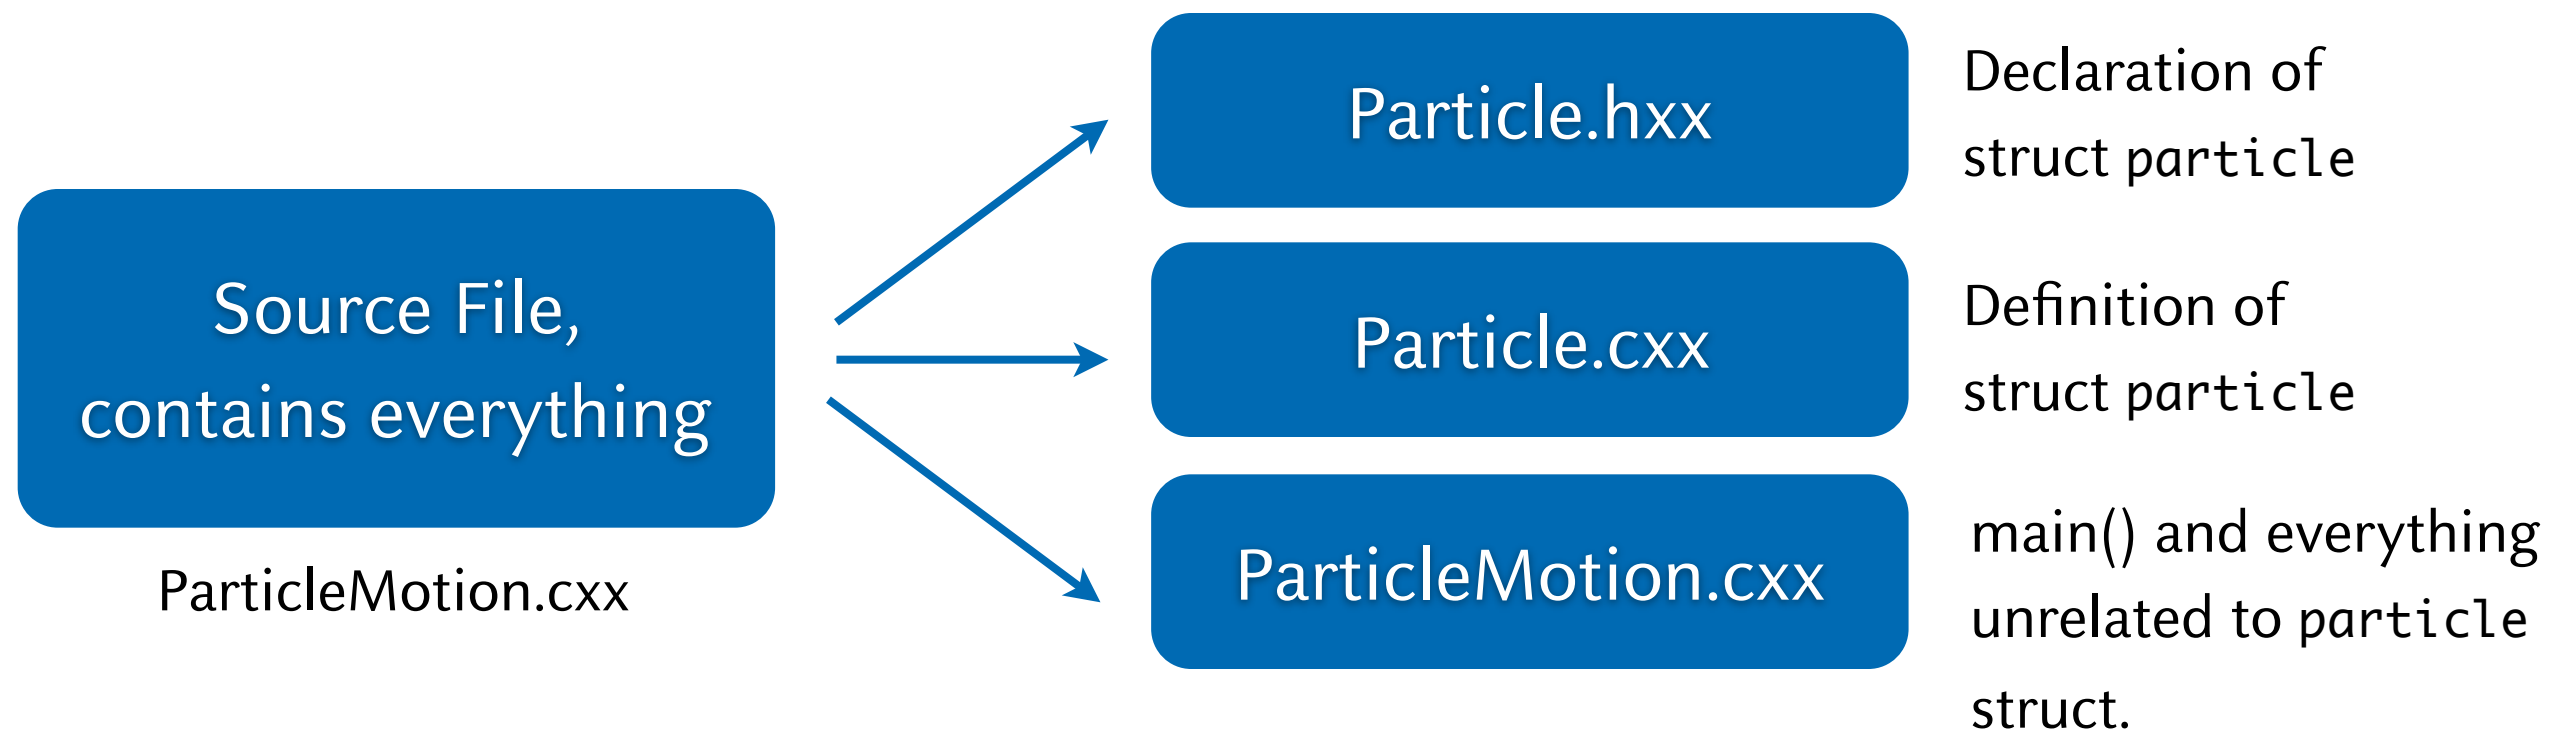 Source File,
contains everything
ParticleMotion.cxx
Particle.hxx
Declaration of
struct particle
Particle.cxx
Definition of
struct particle
ParticleMotion.cxx
main() and everything
unrelated to particle
struct.